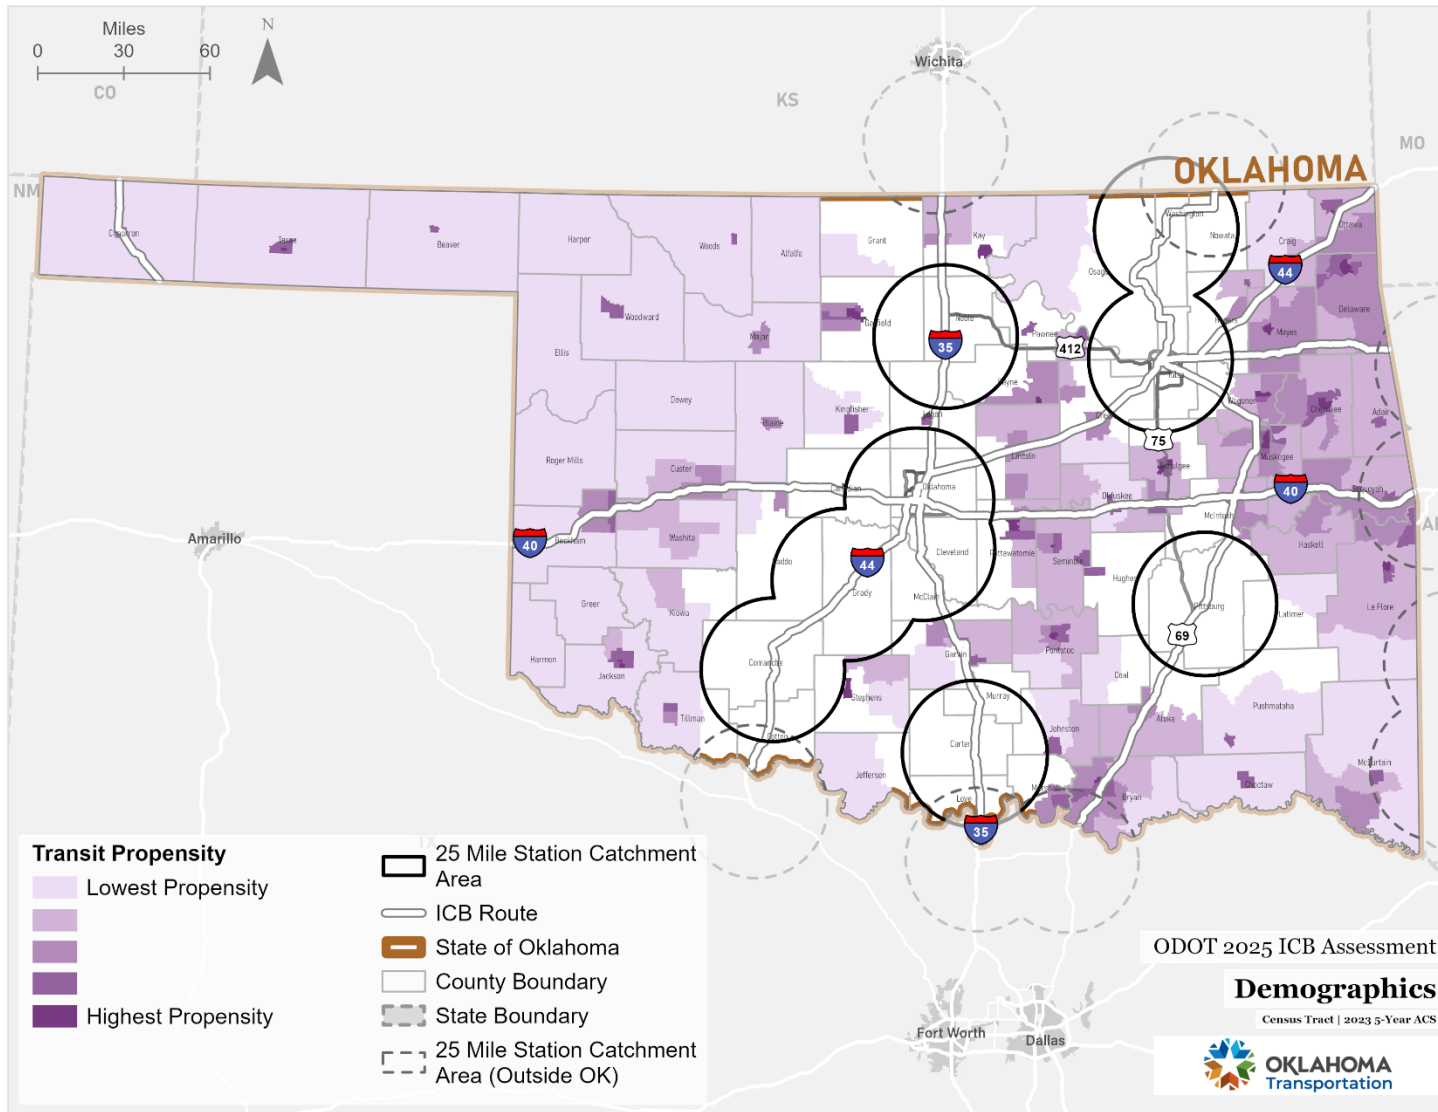 Miles
0 30 60
N
CO
KS
MO
NM
Wichita
OKLAHOMA
Cimarron
Texas
Beaver
Harper
Woods
Alfalfa
Grant
Kay
Osage
Washington
Nowata
Craig
Ottawa
44
Ellis
Woodward
Major
Garfield
Noble
35
Pawnee
412
Rogers
Mayes
Delaware
Tulsa
Dewey
Blaine
Kingfisher
Logan
Payne
Creek
75
Wagoner
Cherokee
Adair
Roger Mills
Custer
Canadian
Oklahoma
Lincoln
Okfuskee
Okmulgee
Muskogee
40
Sequoyah
McIntosh
Amarillo
40
Beckham
Washita
Caddo
44
Grady
Cleveland
McClain
Pottawatomie
Seminole
Hughes
Haskell
Pittsburg
69
Latimer
Le Flore
Greer
Kiowa
Harmon
Jackson
Comanche
Tillman
Cotton
Stephens
Garvin
Murray
Pontotoc
Coal
Pushmataha
Johnston
Atoka
Carter
Jefferson
Love
35
Marshall
Bryan
Choctaw
McCurtain
TX
Transit Propensity
Lowest Propensity
Highest Propensity
25 Mile Station Catchment
Area
ICB Route
State of Oklahoma
County Boundary
State Boundary
25 Mile Station Catchment
Area (Outside OK)
Fort Worth
Dallas
ODOT 2025 ICB Assessment
Demographics
Census Tract | 2023 5-Year ACS
OKLAHOMA
Transportation